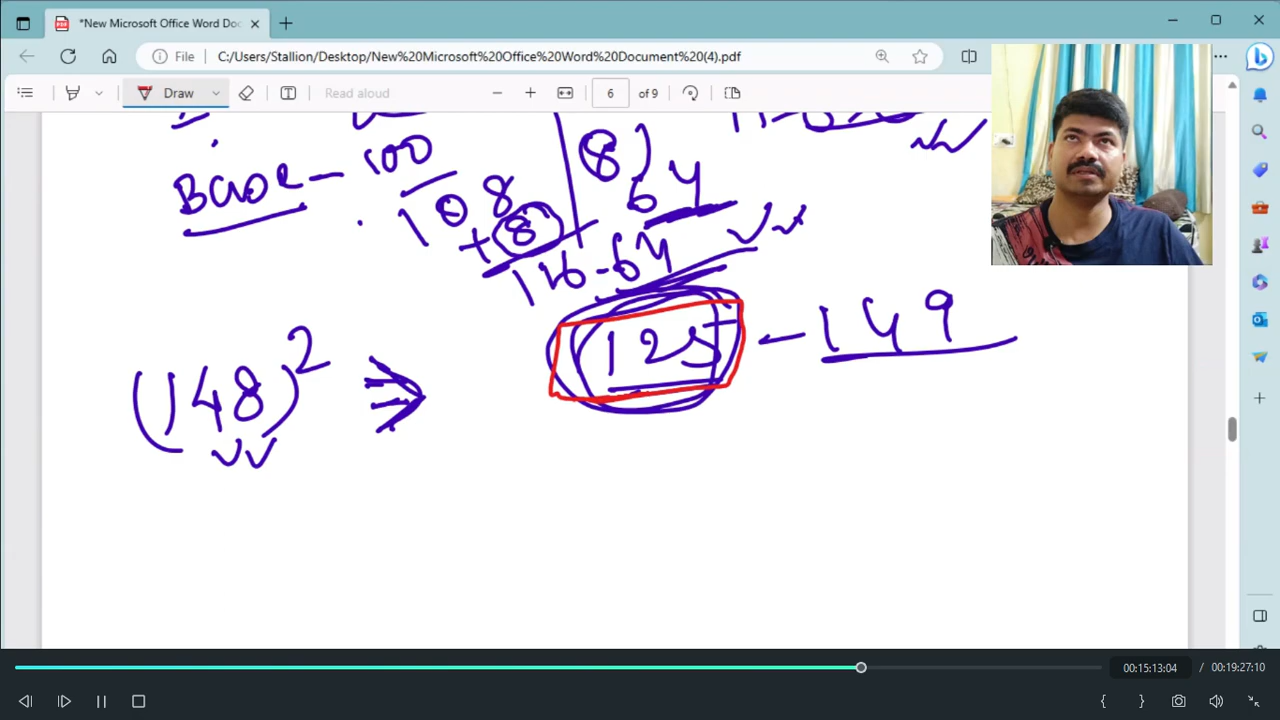 *New Microsoft Office Word Doc
File C:/Users/Stallion/Desktop/New%20Microsoft%20Office%20Word%20Document%20(4).pdf
Draw Read aloud 6 of 9
Base - 100
108 8)
+8 64
116-64
125 - 149
(148)² ⇒
00:15:13:04 / 00:19:27:10
{ }